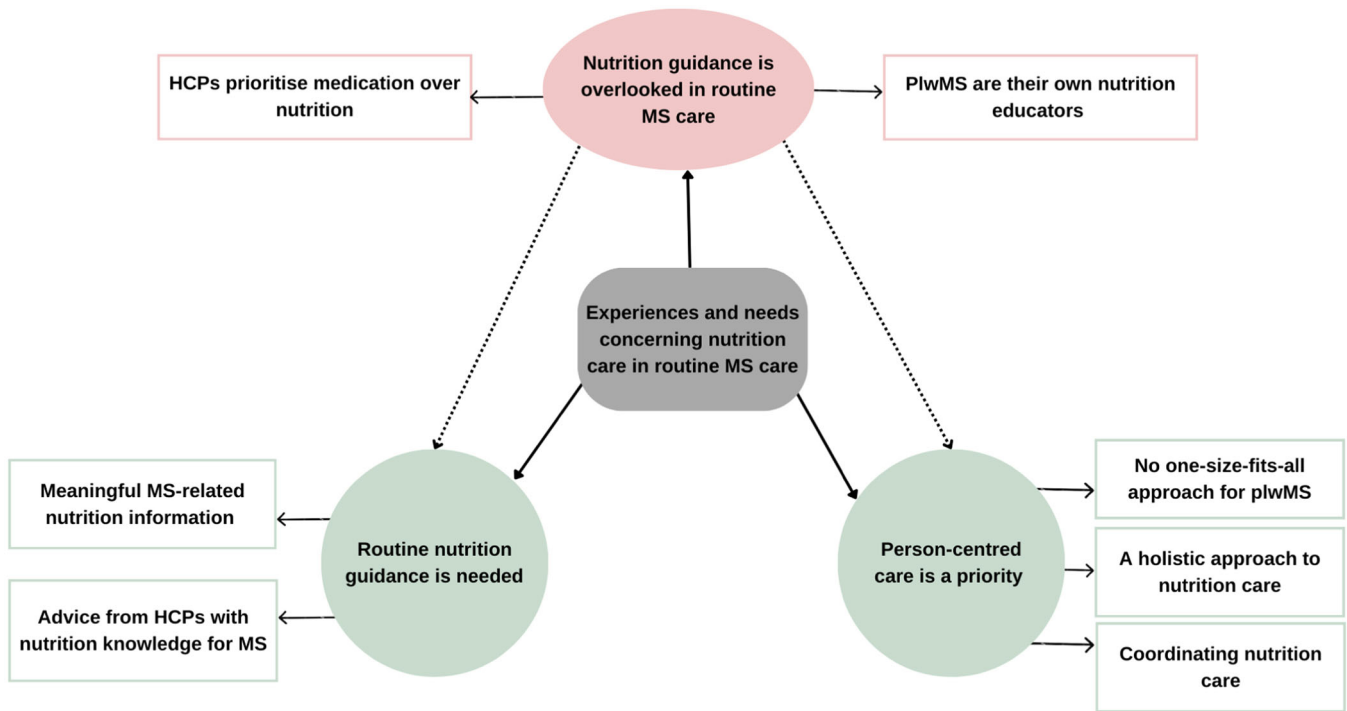 HCPs prioritise medication over
nutrition
Nutrition guidance is
overlooked in routine
MS care
PlwMS are their own nutrition
educators
Experiences and needs
concerning nutrition
care in routine MS care
Meaningful MS-related
nutrition information
Advice from HCPs with
nutrition knowledge for MS
Routine nutrition
guidance is needed
Person-centred
care is a priority
No one-size-fits-all
approach for plwMS
A holistic approach to
nutrition care
Coordinating nutrition
care